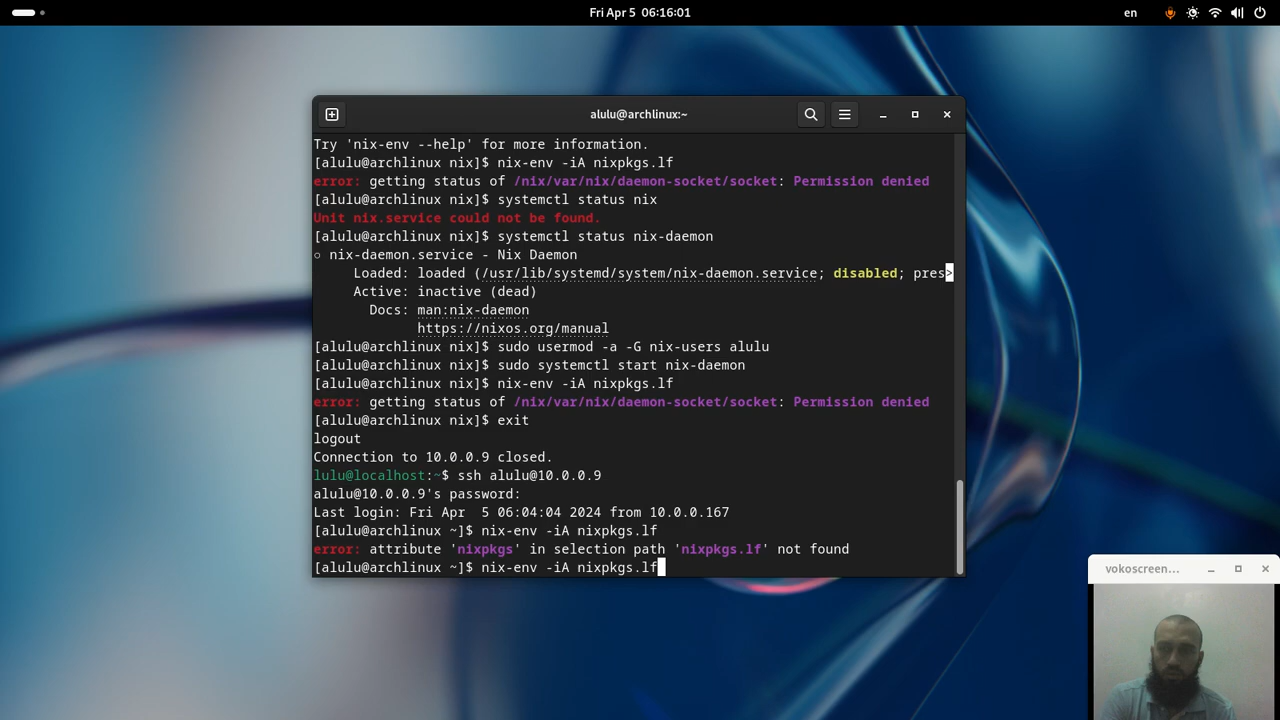 Fri Apr 5 06:16:01
en
alulu@archlinux:~
Try 'nix-env --help' for more information.
[alulu@archlinux nix]$ nix-env -iA nixpkgs.lf
error: getting status of /nix/var/nix/daemon-socket/socket: Permission denied
[alulu@archlinux nix]$ systemctl status nix
Unit nix.service could not be found.
[alulu@archlinux nix]$ systemctl status nix-daemon
○ nix-daemon.service - Nix Daemon
     Loaded: loaded (/usr/lib/systemd/system/nix-daemon.service; disabled; pres>
     Active: inactive (dead)
       Docs: man:nix-daemon
             https://nixos.org/manual
[alulu@archlinux nix]$ sudo usermod -a -G nix-users alulu
[alulu@archlinux nix]$ sudo systemctl start nix-daemon
[alulu@archlinux nix]$ nix-env -iA nixpkgs.lf
error: getting status of /nix/var/nix/daemon-socket/socket: Permission denied
[alulu@archlinux nix]$ exit
logout
Connection to 10.0.0.9 closed.
lulu@localhost:~$ ssh alulu@10.0.0.9
alulu@10.0.0.9's password:
Last login: Fri Apr  5 06:04:04 2024 from 10.0.0.167
[alulu@archlinux ~]$ nix-env -iA nixpkgs.lf
error: attribute 'nixpkgs' in selection path 'nixpkgs.lf' not found
[alulu@archlinux ~]$ nix-env -iA nixpkgs.lf
vokoscreen...